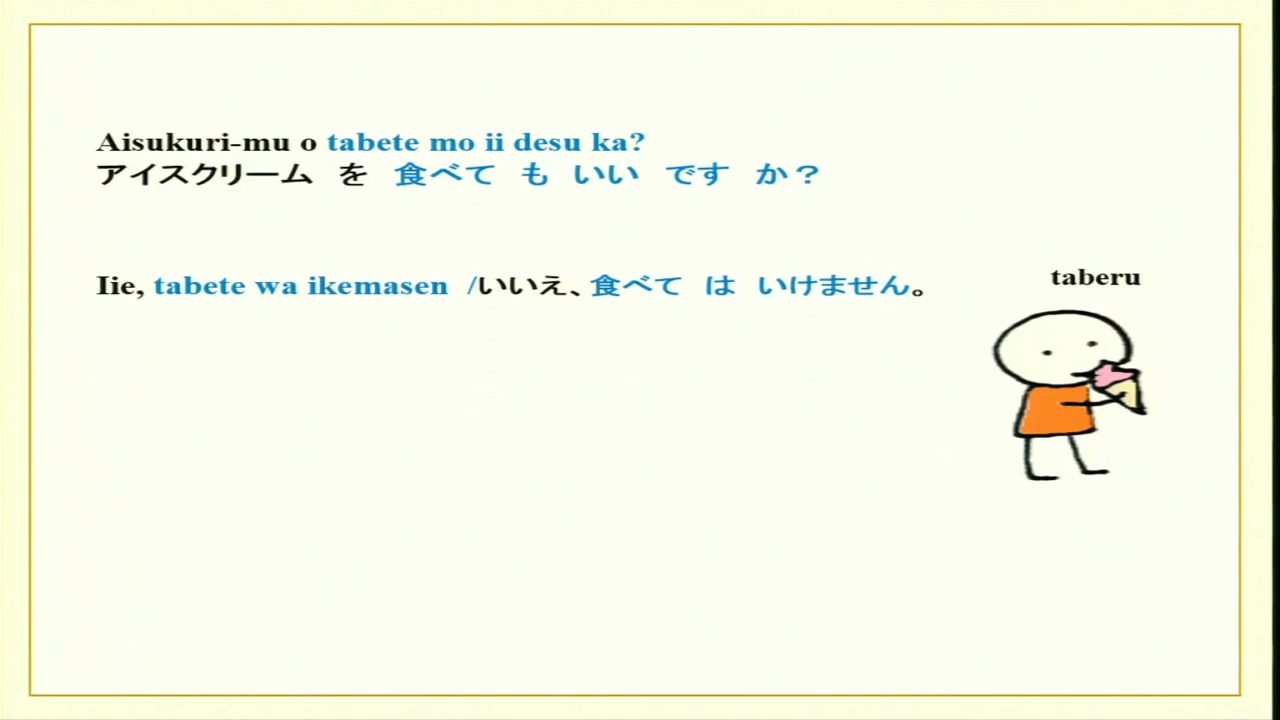 Aisukuri-mu o tabete mo ii desu ka?
アイスクリーム を 食べて も いい です か？
Iie, tabete wa ikemasen /いいえ、食べて は いけません。
taberu